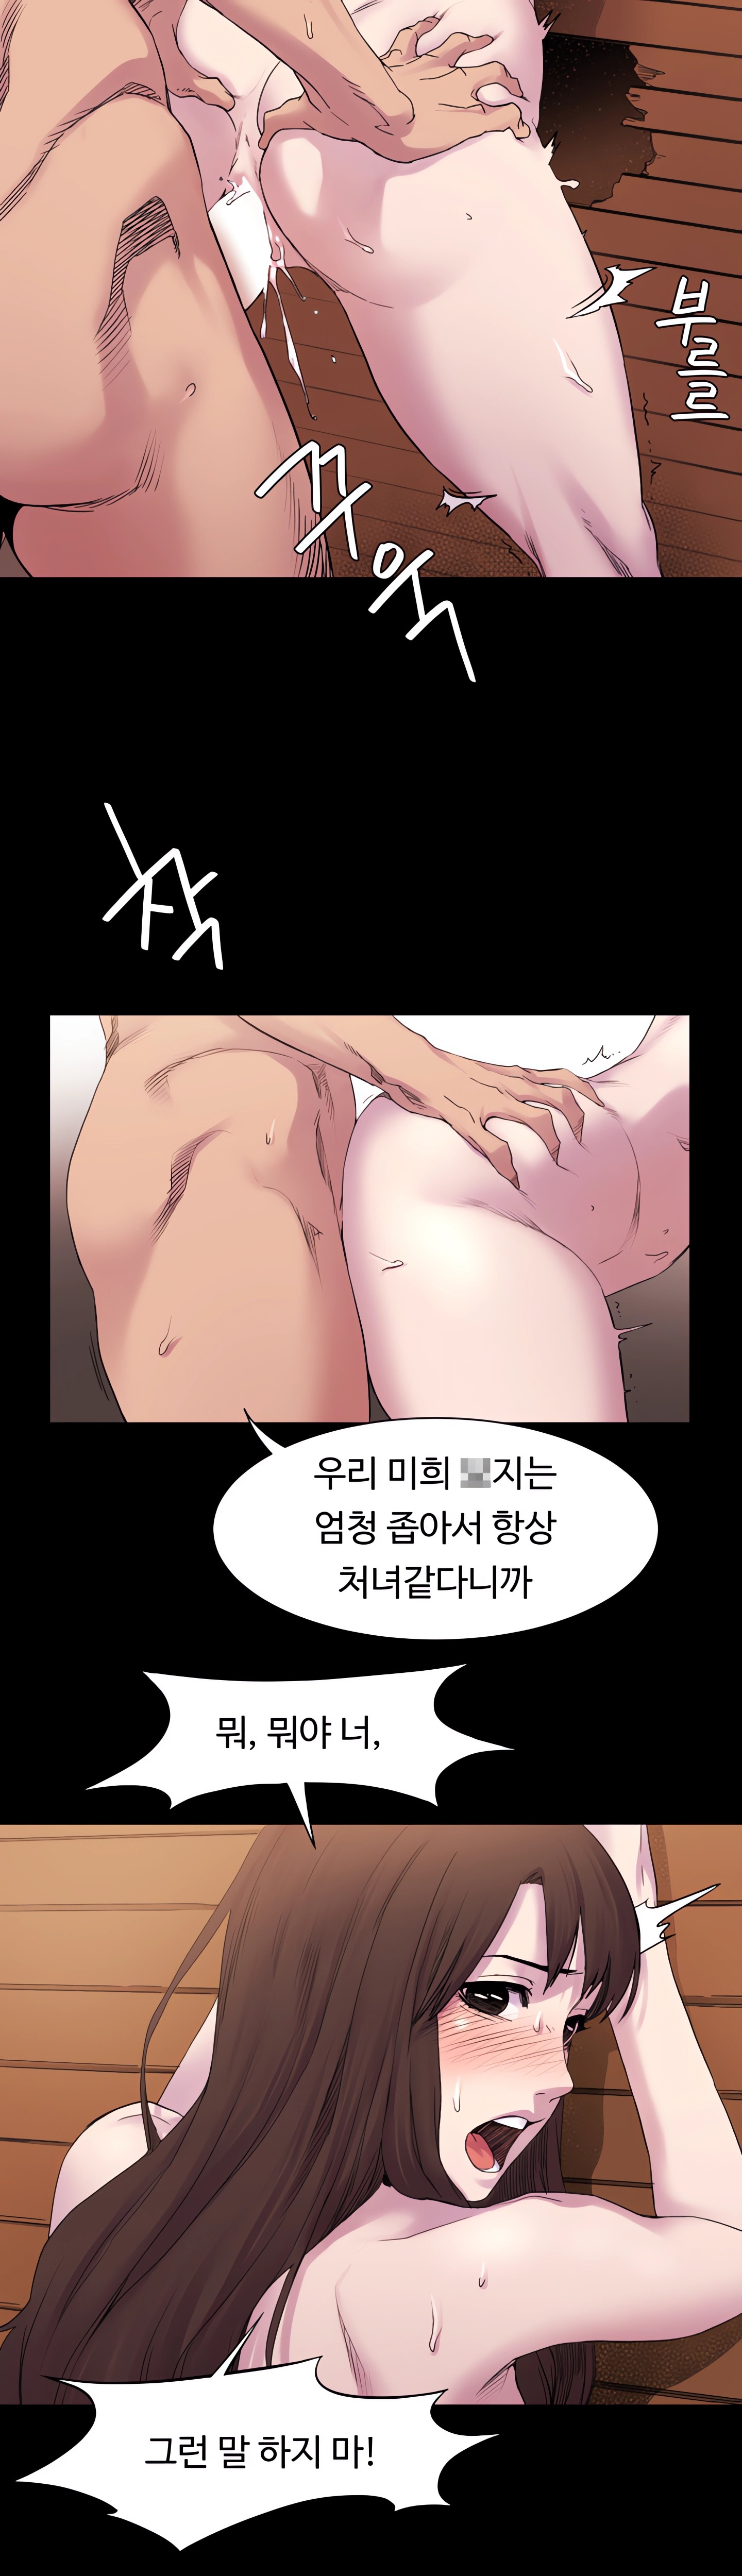 부르르
우리 미희 지는
엄청 좁아서 항상
처녀같다니까
뭐, 뭐야 너,
그런 말 하지 마!